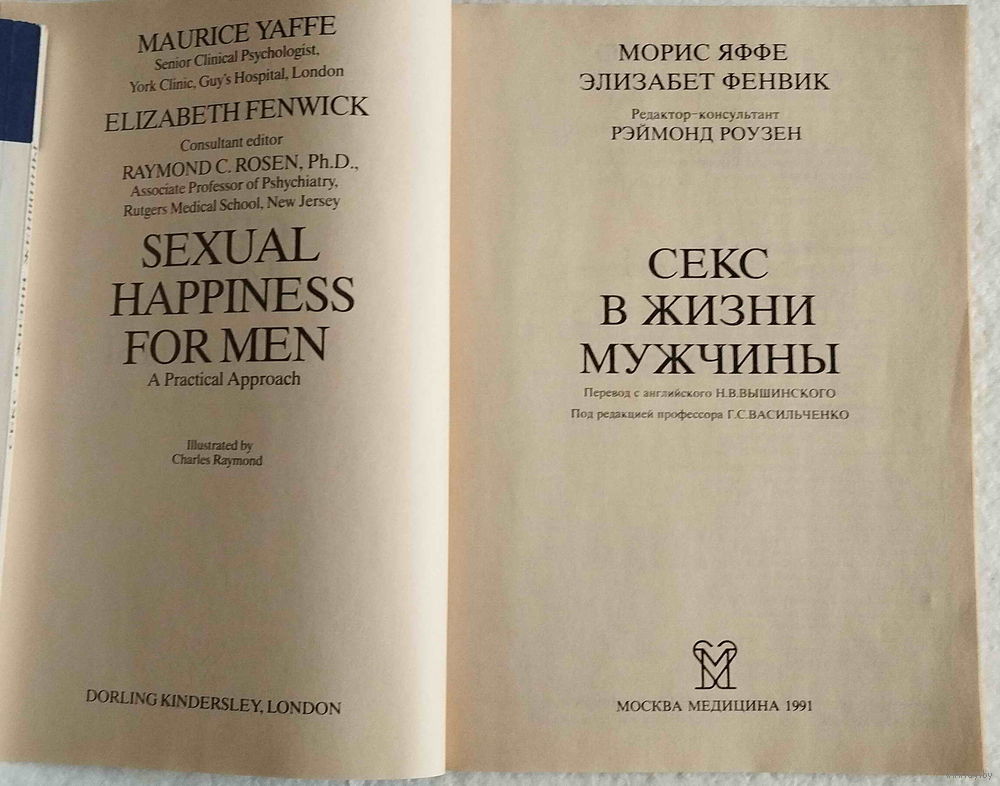 MAURICE YAFFE
Senior Clinical Psychologist,
York Clinic, Guy's Hospital, London
ELIZABETH FENWICK
Consultant editor
RAYMOND C. ROSEN, Ph.D.,
Associate Professor of Pshychiatry,
Rutgers Medical School, New Jersey
SEXUAL
HAPPINESS
FOR MEN
A Practical Approach
Illustrated by
Charles Raymond
DORLING KINDERSLEY, LONDON
МОРИС ЯФФЕ
ЭЛИЗАБЕТ ФЕНВИК
Редактор-консультант
РЭЙМОНД РОУЗЕН
СЕКС
В ЖИЗНИ
МУЖЧИНЫ
Перевод с английского Н.В.ВЫШИНСКОГО
Под редакцией профессора Г.С.ВАСИЛЬЧЕНКО
МОСКВА МЕДИЦИНА 1991